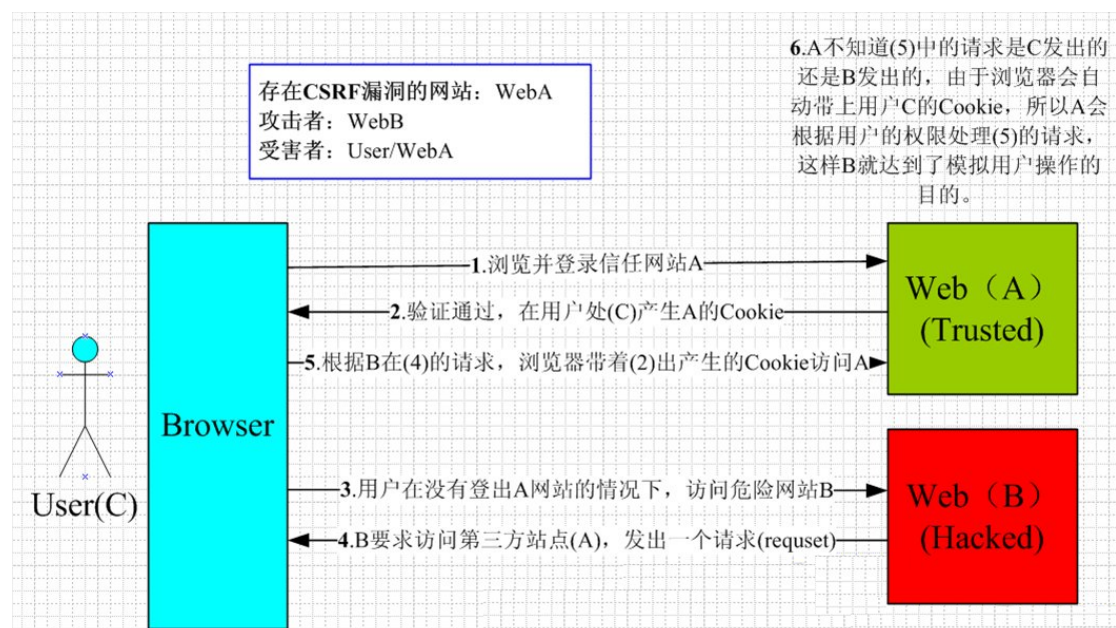 存在CSRF漏洞的网站：WebA
攻击者：WebB
受害者：User/WebA
6.A不知道(5)中的请求是C发出的
还是B发出的，由于浏览器会自
动带上用户C的Cookie，所以A会
根据用户的权限处理(5)的请求，
这样B就达到了模拟用户操作的
目的。
1.浏览并登录信任网站A
2.验证通过，在用户处(C)产生A的Cookie
5.根据B在(4)的请求，浏览器带着(2)出产生的Cookie访问A
3.用户在没有登出A网站的情况下，访问危险网站B
4.B要求访问第三方站点(A)，发出一个请求(requset)
User(C)
Browser
Web（A）
(Trusted)
Web（B）
(Hacked)